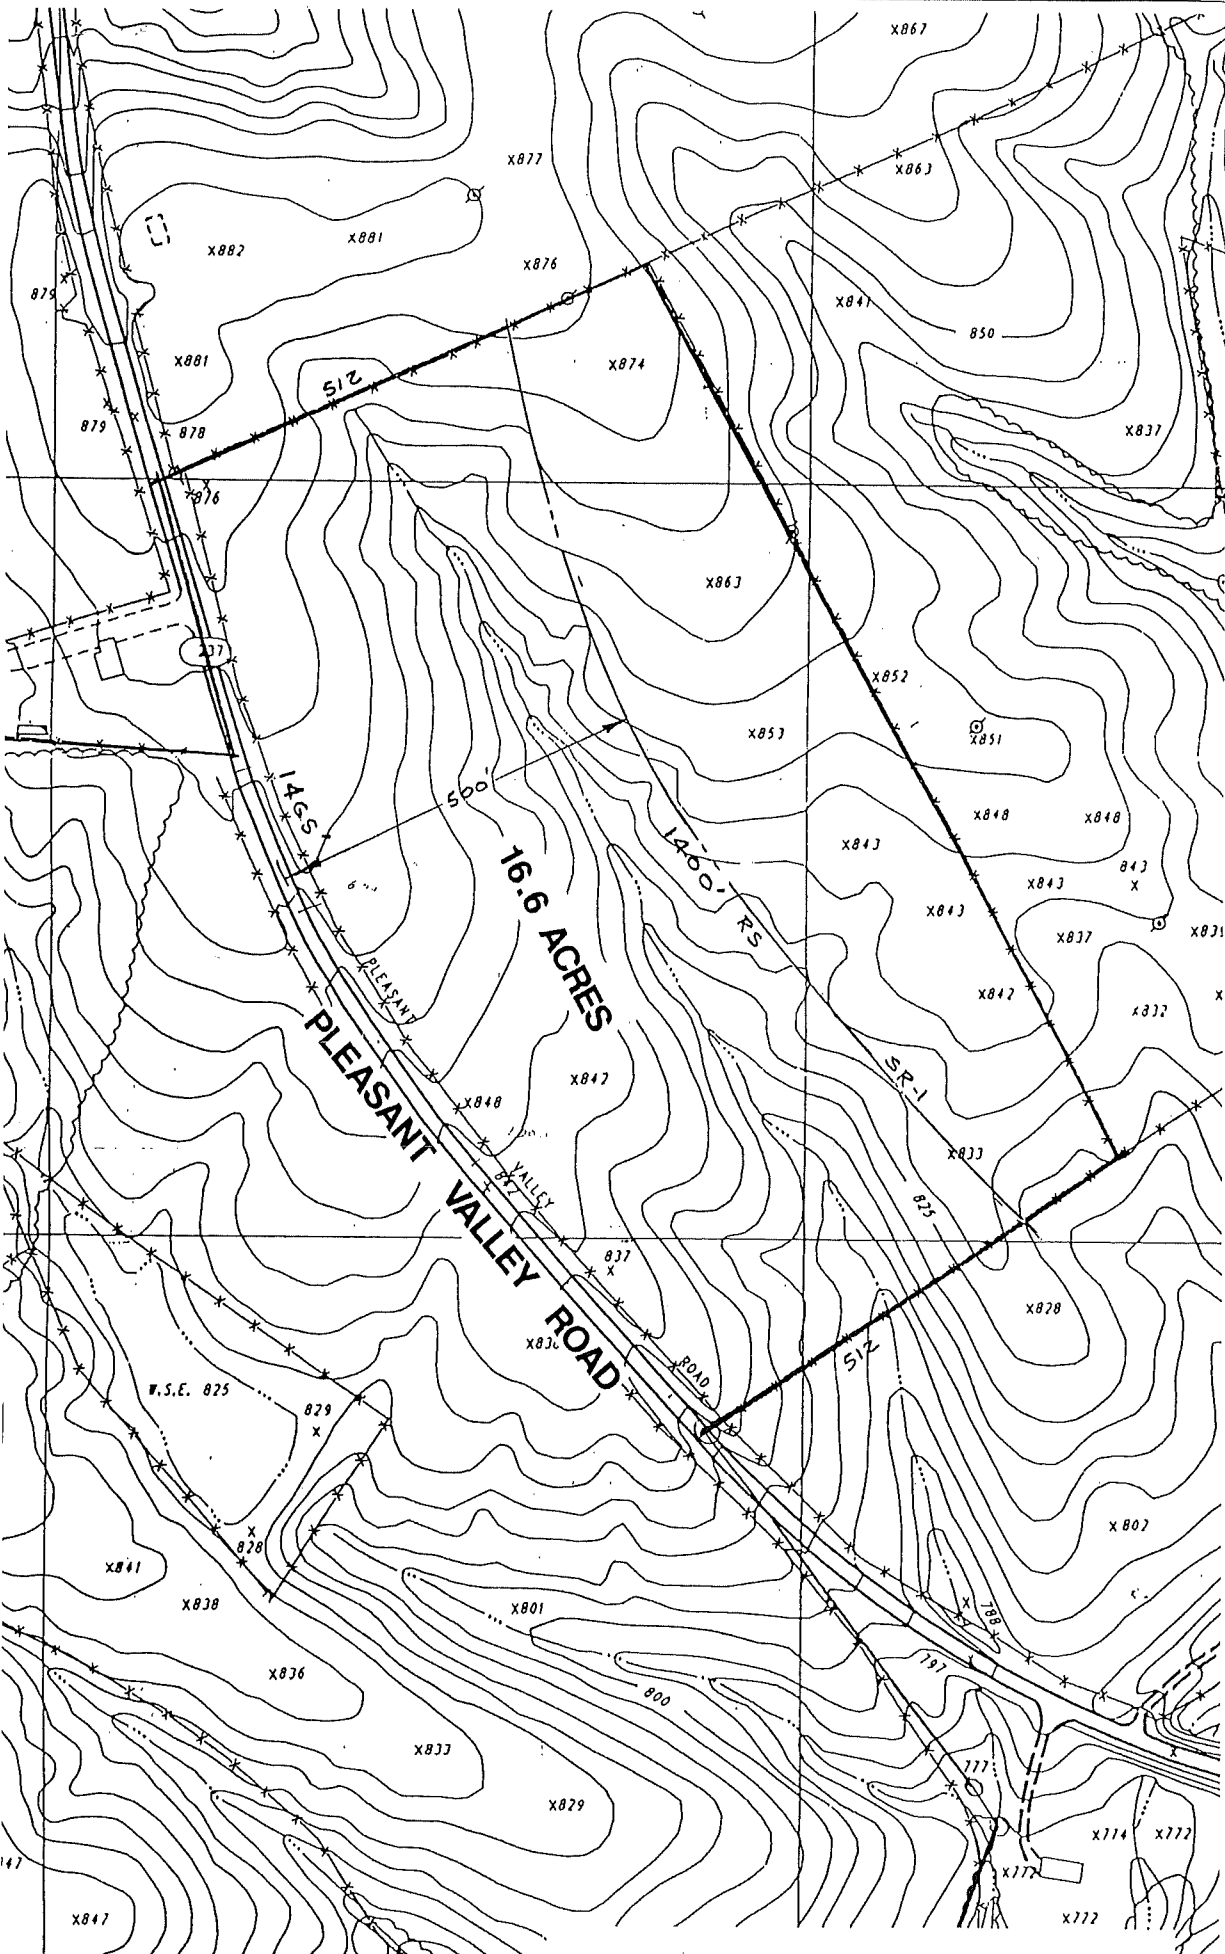 x867
x877
x863
x882
x881
x876
879
x841
850
x881
x874
879
878
x837
876
x863
237
x852
x853
x851
500'
1465'
x848
x848
1400'
x843
843
x
16.6 ACRES
x843
RS
x843
x837
PLEASANT
x842
x832
PLEASANT VALLEY ROAD
x842
SR-1
x848
x833
VALLEY
842
825
837
x
x828
ROAD
512
W.S.E. 825
829
x
x802
828
x841
x838
x801
788
797
x836
800
x833
777
x829
x774
x772
x847
x772